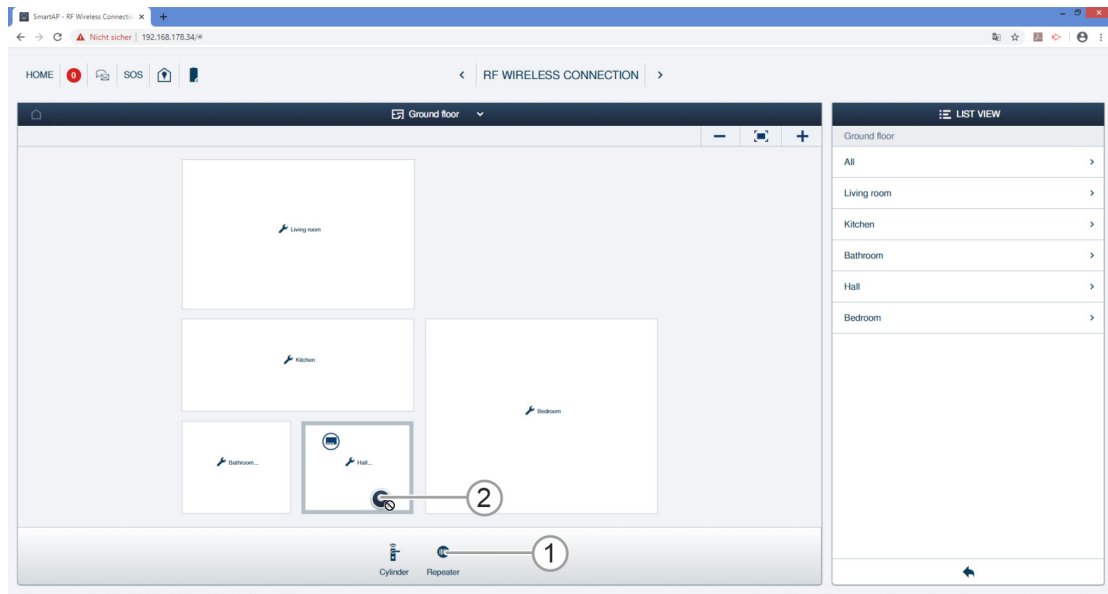 SmartAP - RF Wireless Connecti
Nicht sicher | 192.168.178.34/#
HOME 0 SOS RF WIRELESS CONNECTION
Ground floor
LIST VIEW
Ground floor
All
Living room
Kitchen
Bathroom
Hall
Bedroom
Living room
Kitchen
Bedroom
Bathroom...
Hall...
2
1
Cylinder Repeater